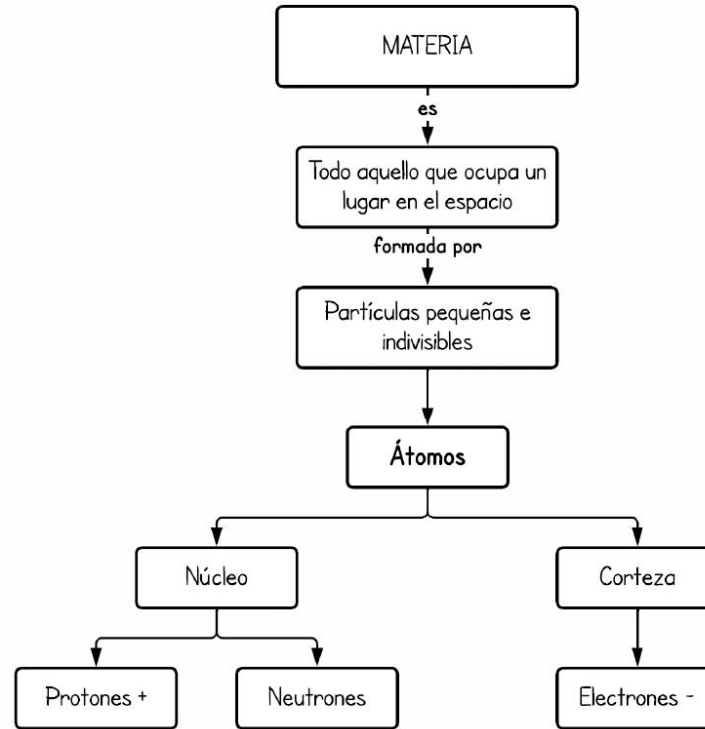 MATERIA
es
Todo aquello que ocupa un
lugar en el espacio
formada por
Partículas pequeñas e
indivisibles
Átomos
Núcleo
Corteza
Protones +
Neutrones
Electrones -